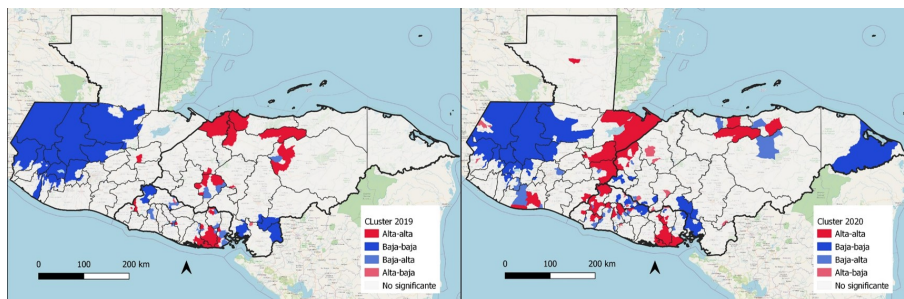 CLuster 2019
Alta-alta
Baja-baja
Baja-alta
Alta-baja
No significante
0 100 200 km
Cluster 2020
Alta-alta
Baja-baja
Baja-alta
Alta-baja
No significante
0 100 200 km